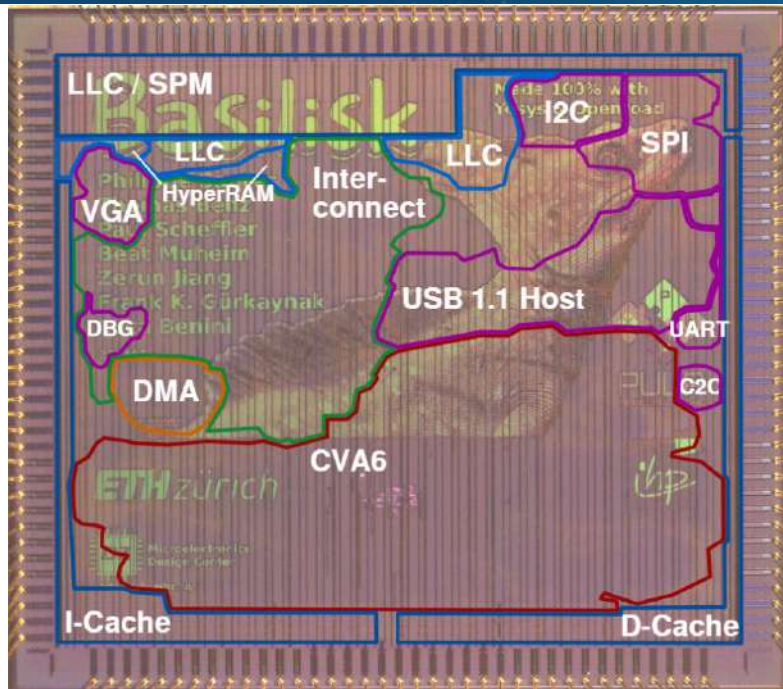 LLC / SPM
Basilisk
Made 100% with
I2C
SPI
LLC
LLC
HyperRAM
Inter-
connect
VGA
Scheffler
Beat Muheim
Zerun Jiang
Frank K. Gürkaynak
Benini
USB 1.1 Host
DBG
UART
DMA
C2C
PULP
CVA6
ETH zürich
ihp
Microelectronics
Design Center
I-Cache
D-Cache